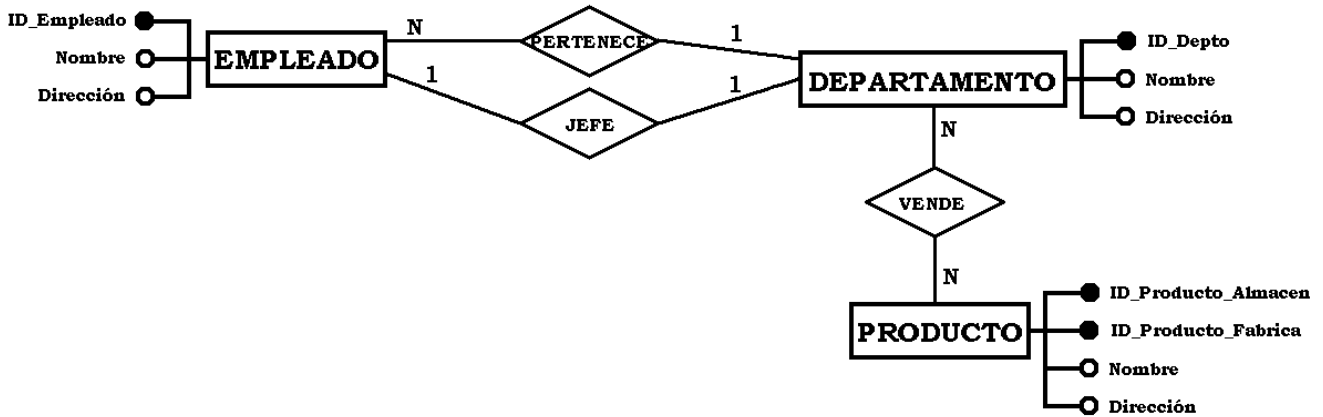 ID_Empleado
Nombre
Dirección
EMPLEADO
N
1
PERTENECE
JEFE
1
1
DEPARTAMENTO
ID_Depto
Nombre
Dirección
N
VENDE
N
PRODUCTO
ID_Producto_Almacen
ID_Producto_Fabrica
Nombre
Dirección